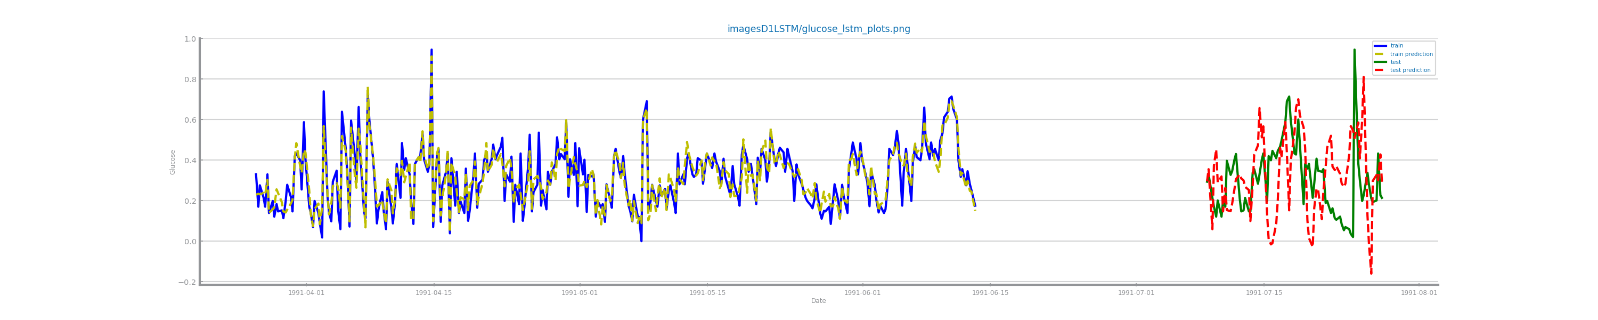 imagesD1LSTM/glucose_lstm_plots.png
1.0
0.8
0.6
0.4
0.2
0.0
−0.2
Glucose
train
train prediction
test
test prediction
1991-04-01
1991-04-15
1991-05-01
1991-05-15
1991-06-01
1991-06-15
1991-07-01
1991-07-15
1991-08-01
Date